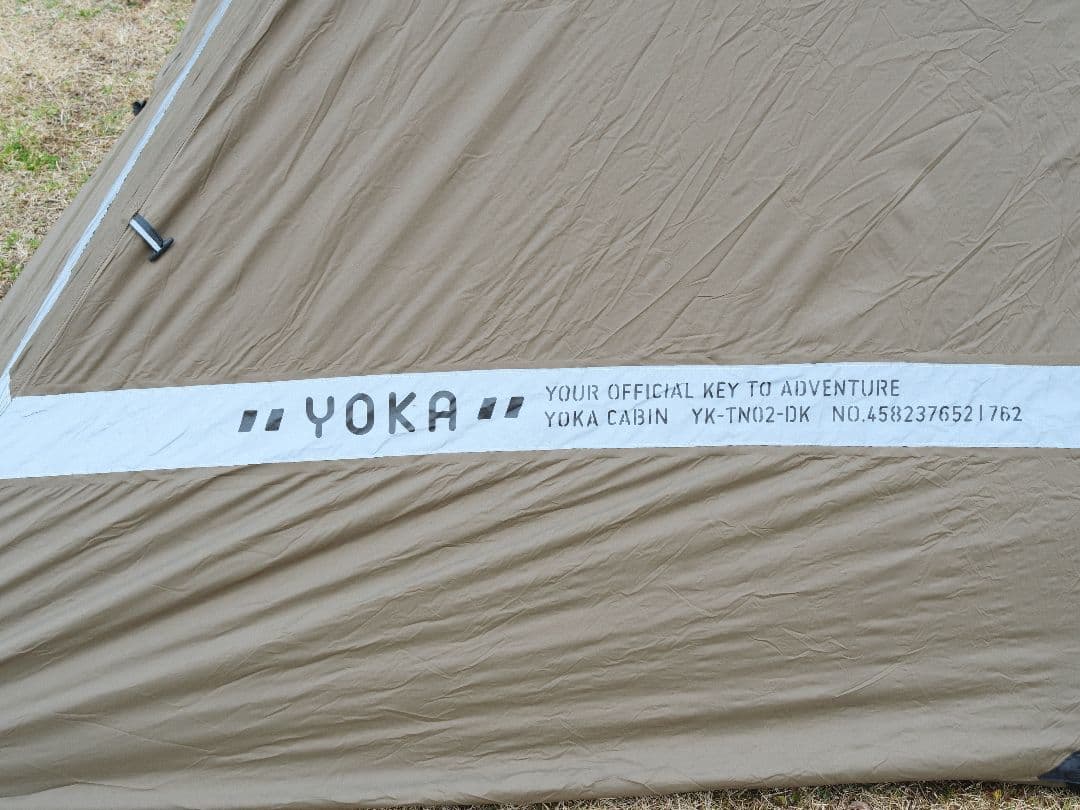 YOKA
YOUR OFFICIAL KEY TO ADVENTURE
YOKA CABIN YK-TN02-DK NO.4582376521762